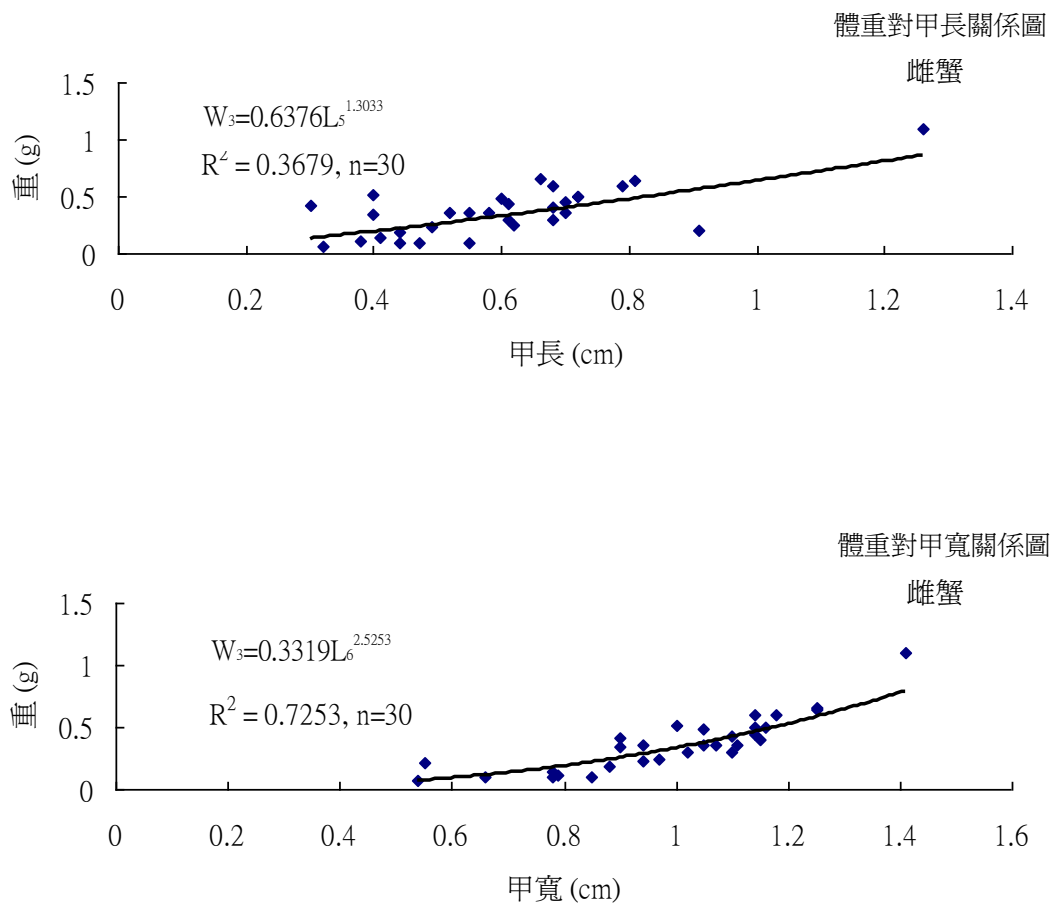 體重對甲長關係圖
雌蟹
W₃=0.6376L₅^1.3033
R² = 0.3679, n=30
重 (g)
1.5
1
0.5
0
0 0.2 0.4 0.6 0.8 1 1.2 1.4
甲長 (cm)
體重對甲寬關係圖
雌蟹
W₃=0.3319L₆^2.5253
R² = 0.7253, n=30
重 (g)
1.5
1
0.5
0
0 0.2 0.4 0.6 0.8 1 1.2 1.4 1.6
甲寬 (cm)